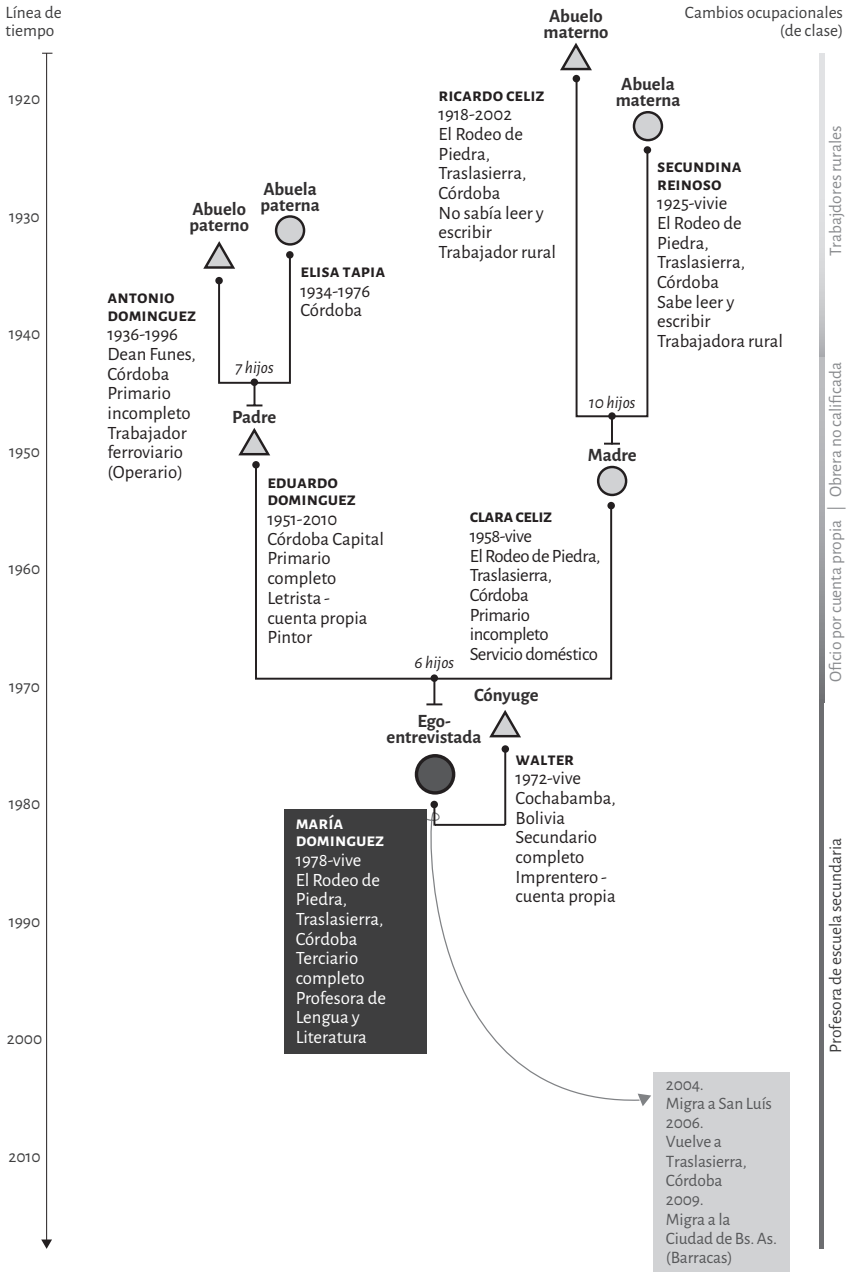 Línea de
tiempo
Cambios ocupacionales
(de clase)
1920
1930
1940
1950
1960
1970
1980
1990
2000
2010
Abuelo
materno
RICARDO CELIZ
1918-2002
El Rodeo de
Piedra,
Traslasierra,
Córdoba
No sabía leer y
escribir
Trabajador rural
Abuela
materna
SECUNDINA
REINOSO
1925-vivie
El Rodeo de
Piedra,
Traslasierra,
Córdoba
Sabe leer y
escribir
Trabajadora rural
Abuelo
paterno
Abuela
paterna
ANTONIO
DOMINGUEZ
1936-1996
Dean Funes,
Córdoba
Primario
incompleto
Trabajador
ferroviario
(Operario)
ELISA TAPIA
1934-1976
Córdoba
7 hijos
10 hijos
Padre
EDUARDO
DOMINGUEZ
1951-2010
Córdoba Capital
Primario
completo
Letrista -
cuenta propia
Pintor
Madre
CLARA CELIZ
1958-vive
El Rodeo de Piedra,
Traslasierra,
Córdoba
Primario
incompleto
Servicio doméstico
6 hijos
Ego-
entrevistada
Cónyuge
WALTER
1972-vive
Cochabamba,
Bolivia
Secundario
completo
Imprentero -
cuenta propia
MARÍA
DOMINGUEZ
1978-vive
El Rodeo de
Piedra,
Traslasierra,
Córdoba
Terciario
completo
Profesora de
Lengua y
Literatura
2004.
Migra a San Luís
2006.
Vuelve a
Traslasierra,
Córdoba
2009.
Migra a la
Ciudad de Bs. As.
(Barracas)
Trabajdores rurales
Oficio por cuenta propia | Obrera no calificada
Profesora de escuela secundaria